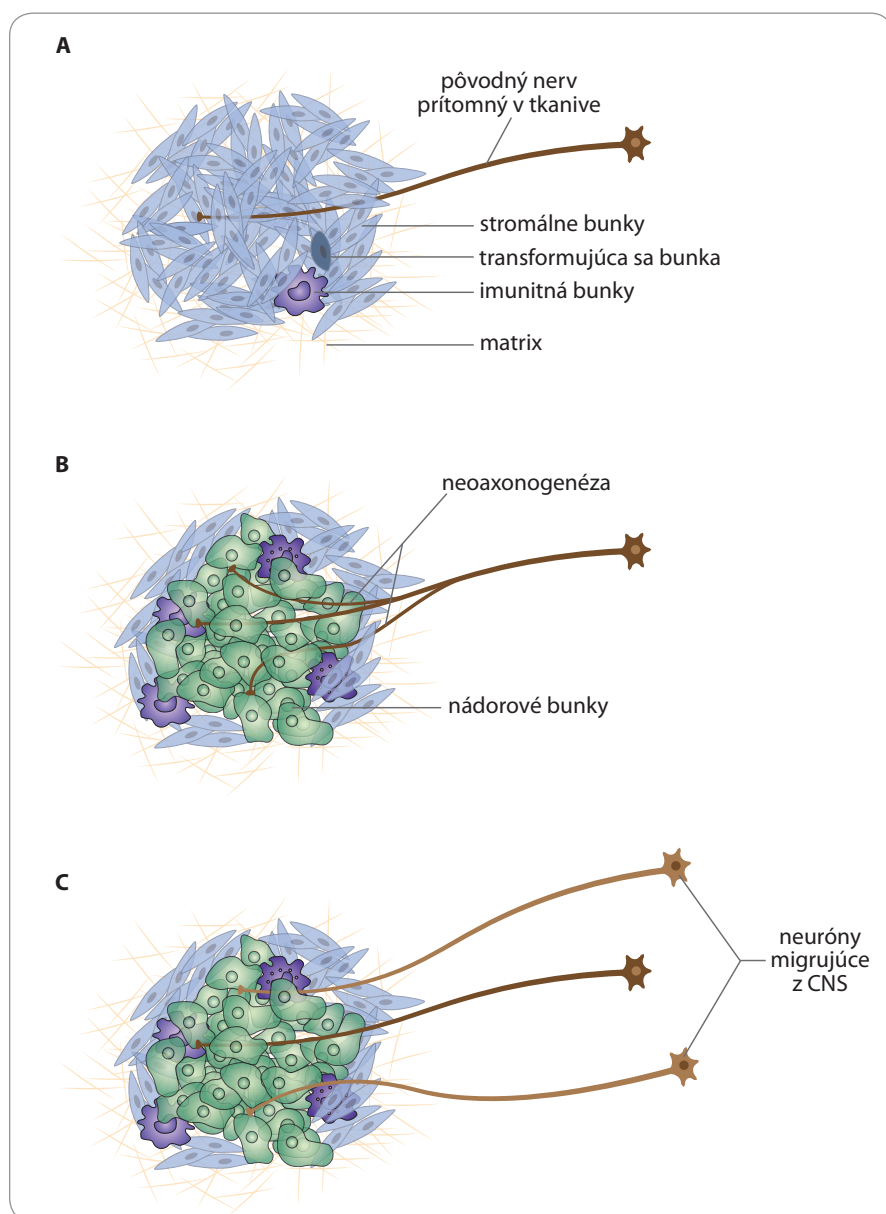 A
pôvodný nerv
prítomný v tkanive
stromálne bunky
transformujúca sa bunka
imunitná bunky
matrix
B
neoaxonogenéza
nádorové bunky
C
neuróny
migrujúce
z CNS